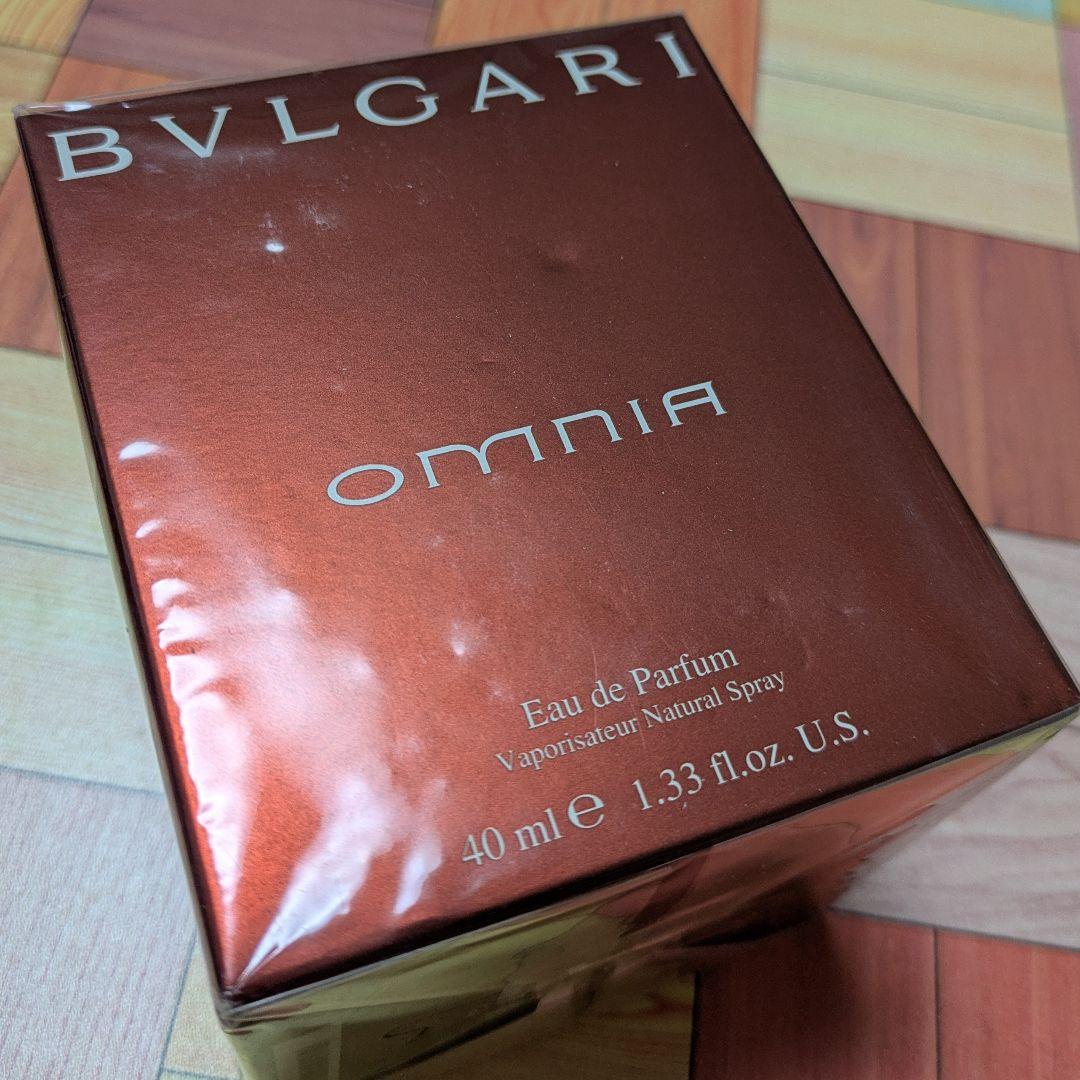 BVLGARI
OMNIA
Eau de Parfum
Vaporisateur Natural Spray
40 ml e 1.33 fl.oz. U.S.